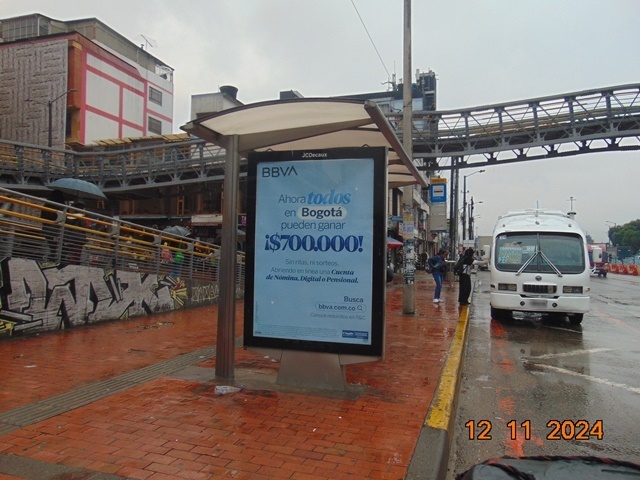 JCDecaux
BBVA
Ahora todos
en Bogotá
pueden ganar
¡$700.000!
Sin rifas, ni sorteos.
Abriendo en línea una Cuenta
de Nómina, Digital o Pensional.
Busca
bbva.com.co
12 11 2024